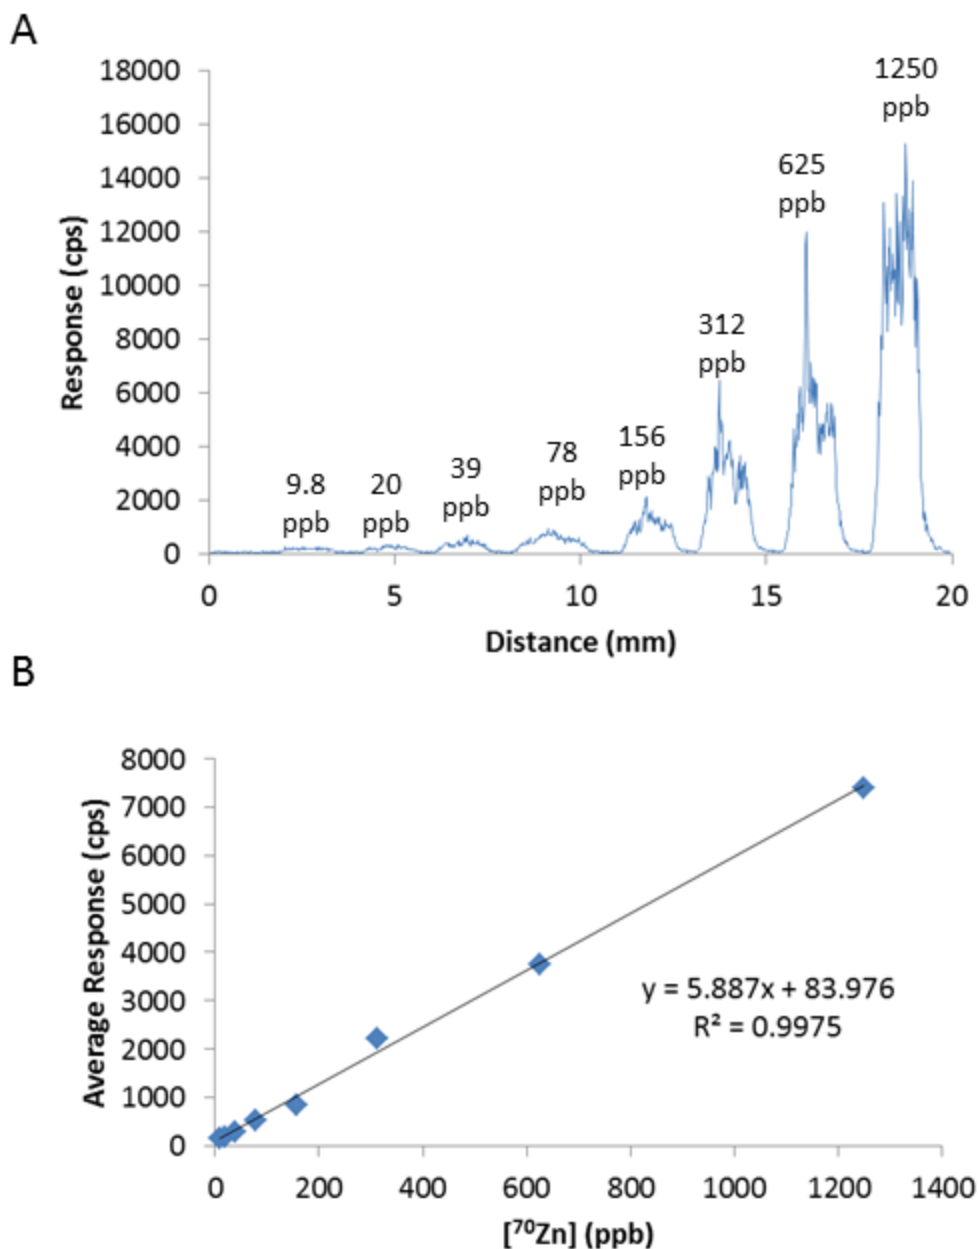 A
18000
16000
14000
12000
10000
8000
6000
4000
2000
0
Response (cps)
9.8
ppb
20
ppb
39
ppb
78
ppb
156
ppb
312
ppb
625
ppb
1250
ppb
0 5 10 15 20
Distance (mm)
B
8000
7000
6000
5000
4000
3000
2000
1000
0
Average Response (cps)
y = 5.887x + 83.976
R² = 0.9975
0 200 400 600 800 1000 1200 1400
[⁷⁰Zn] (ppb)